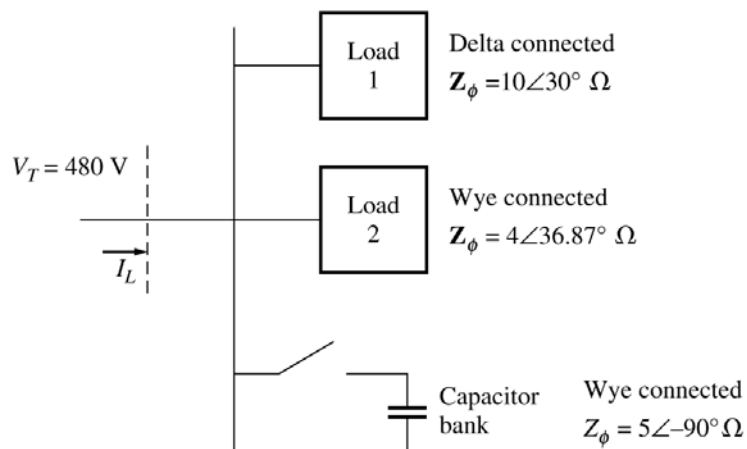 Load
1
Delta connected
Z_ϕ =10∠30° Ω
V_T = 480 V
Load
2
Wye connected
Z_ϕ = 4∠36.87° Ω
I_L
Capacitor
bank
Wye connected
Z_ϕ = 5∠–90° Ω